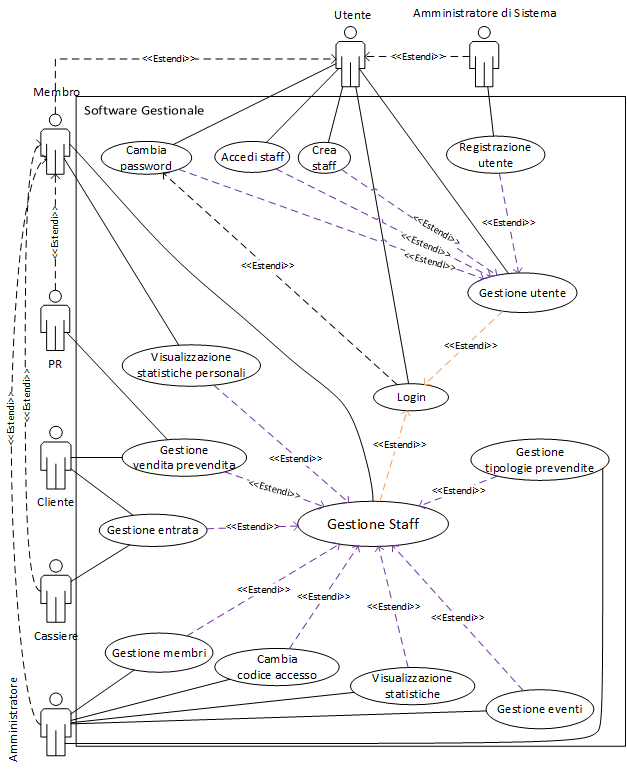 Utente
Amministratore di Sistema
<<Estendi>>
<<Estendi>>
Membro
Software Gestionale
Cambia
password
Accedi staff
Crea
staff
Registrazione
utente
<<Estendi>>
<<Estendi>>
<<Estendi>>
<<Estendi>>
<<Estendi>>
<<Estendi>>
<<Estendi>>
Gestione utente
PR
Visualizzazione
statistiche personali
<<Estendi>>
Login
<<Estendi>>
<<Estendi>>
Gestione
vendita prevendita
<<Estendi>>
<<Estendi>>
Gestione
tipologie prevendite
<<Estendi>>
<<Estendi>>
Cliente
Gestione entrata
<<Estendi>>
Gestione Staff
Cassiere
<<Estendi>>
<<Estendi>>
<<Estendi>>
<<Estendi>>
Gestione membri
Cambia
codice accesso
Visualizzazione
statistiche
Gestione eventi
Amministratore